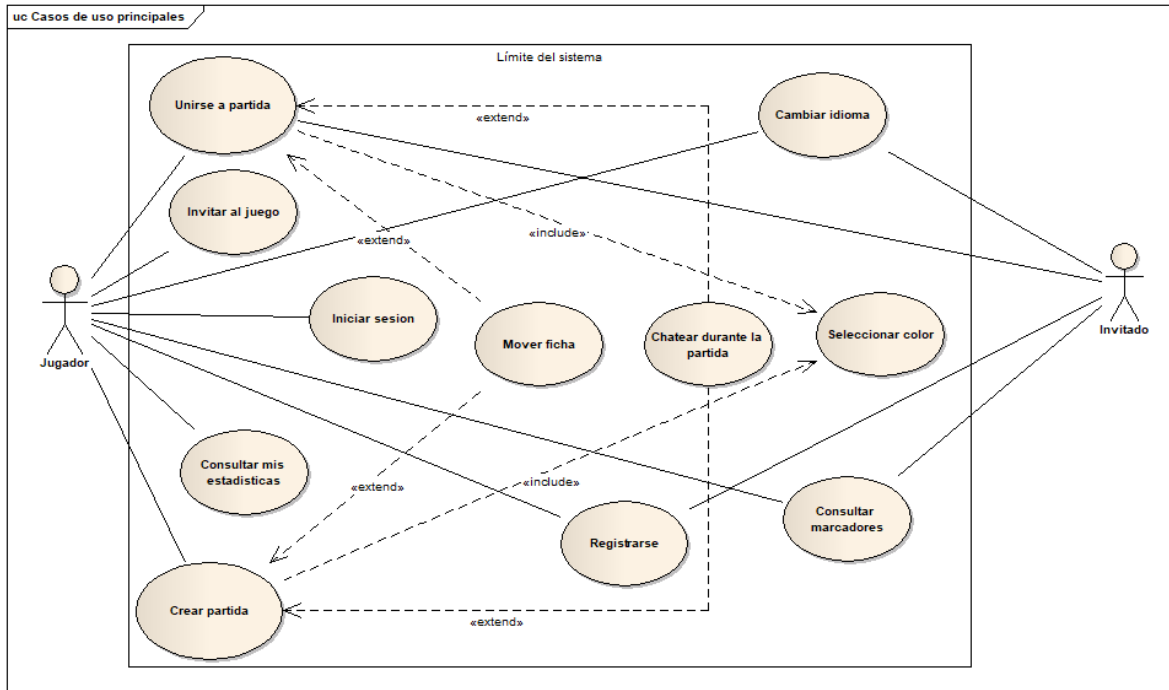 uc Casos de uso principales
Límite del sistema
Unirse a partida
«extend»
Cambiar idioma
Invitar al juego
«extend»
«include»
Iniciar sesion
Mover ficha
Chatear durante la
partida
Seleccionar color
Jugador
Invitado
Consultar mis
estadisticas
«extend»
«include»
Consultar
marcadores
Registrarse
Crear partida
«extend»